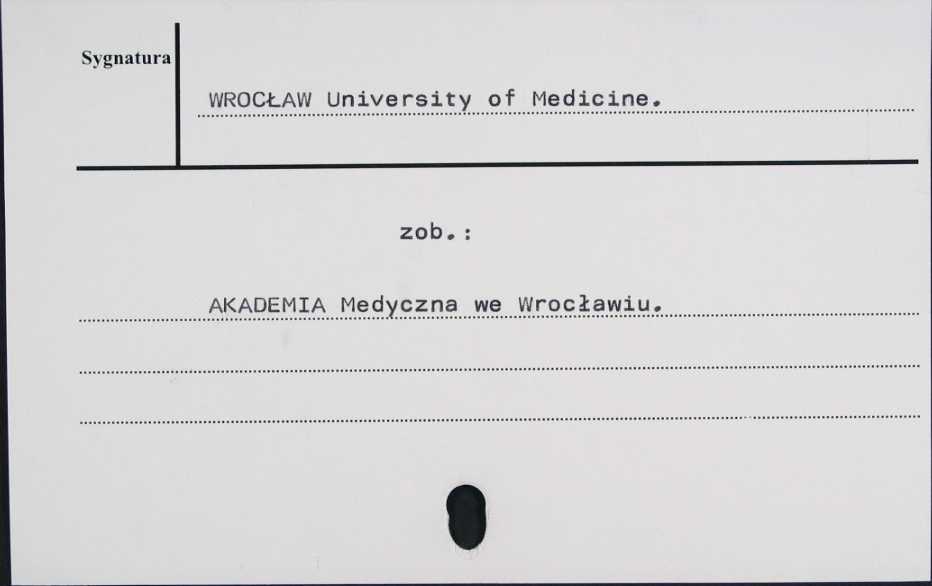 Sygnatura
WROCŁAW University of Medicine.
zob.:
AKADEMIA Medyczna we Wrocławiu.